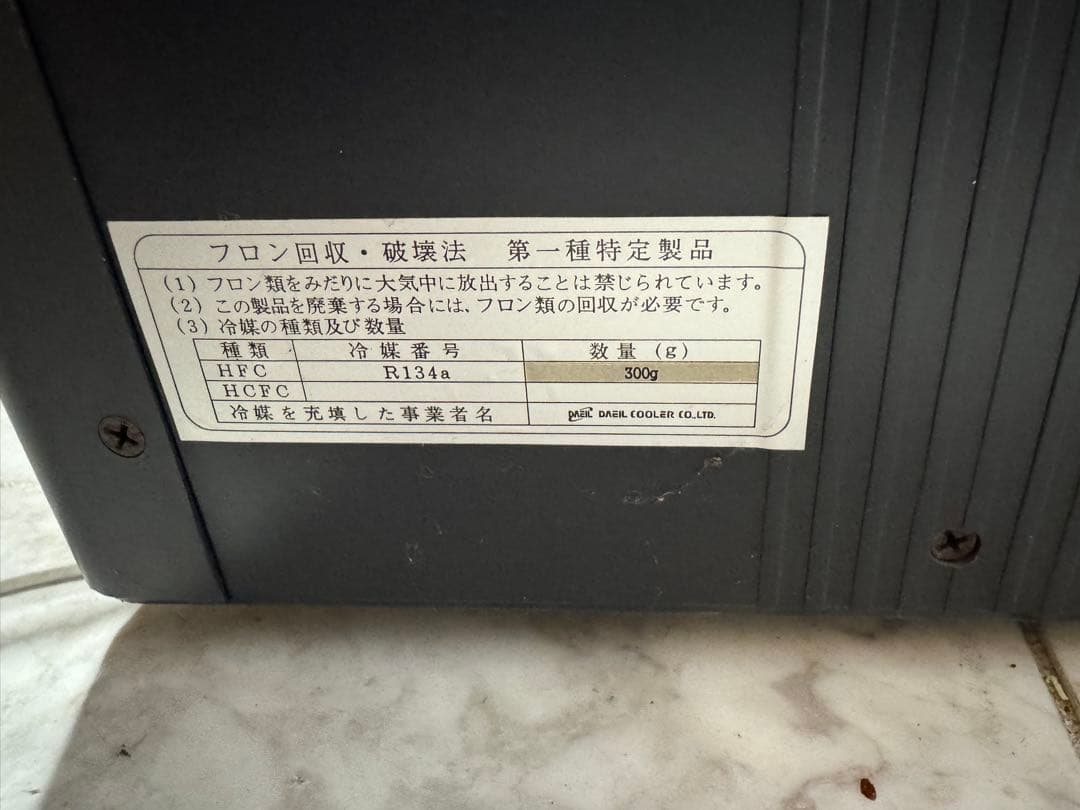 フロン回収・破壊法 第一種特定製品
(1) フロン類をみだりに大気中に放出することは禁じられています。
(2) この製品を廃棄する場合には、フロン類の回収が必要です。
(3) 冷媒の種類及び数量
種類 冷媒番号 数量 (g)
HFC R134a 300g
HCFC
冷媒を充填した事業者名 DAEIL DAEIL COOLER CO.,LTD.